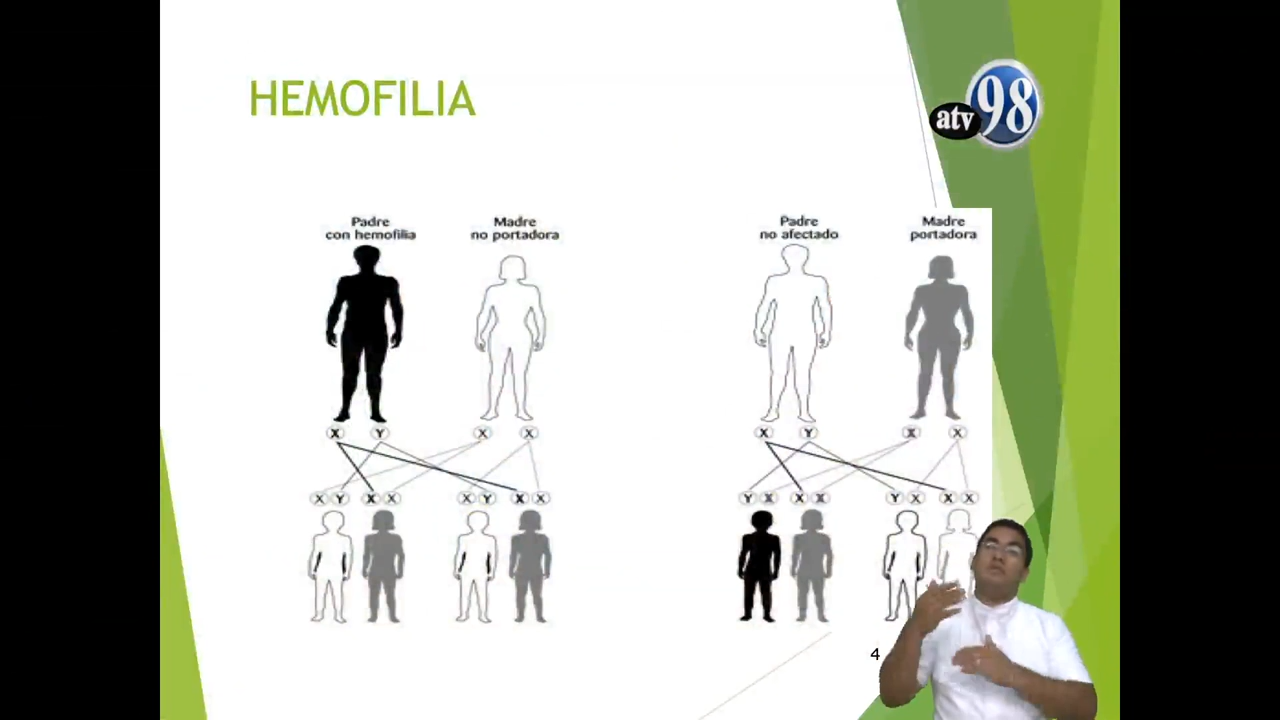 HEMOFILIA
atv 98
Padre
con hemofilia
Madre
no portadora
Padre
no afectado
Madre
portadora
X Y X X
X Y X X
X Y X X X Y X X
Y X X X Y X X X
4